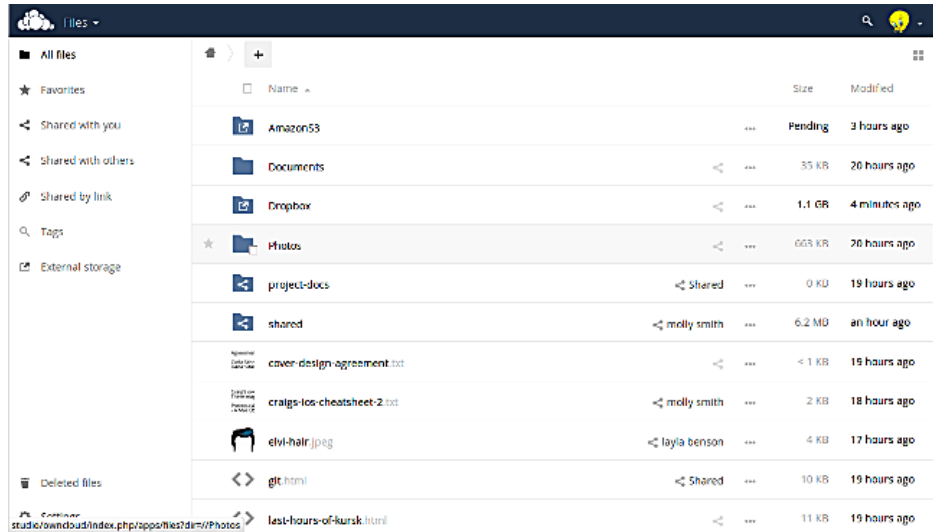 Files
All files
Favorites
Shared with you
Shared with others
Shared by link
Tags
External storage
Deleted files
Settings
studio/owncloud/index.php/apps/files?dir=//Photos
+
Name Size Modified
AmazonS3 ... Pending 3 hours ago
Documents ... 35 KB 20 hours ago
Dropbox ... 1.1 GB 4 minutes ago
Photos ... 663 KB 20 hours ago
project-docs Shared ... 0 KB 19 hours ago
shared molly smith ... 6.2 MB an hour ago
cover-design-agreement.txt ... < 1 KB 19 hours ago
craigs-ios-cheatsheet-2.txt molly smith ... 2 KB 18 hours ago
elvi-hair.jpeg layla benson ... 4 KB 17 hours ago
git.html Shared ... 10 KB 19 hours ago
last-hours-of-kursk.html ... 11 KB 19 hours ago